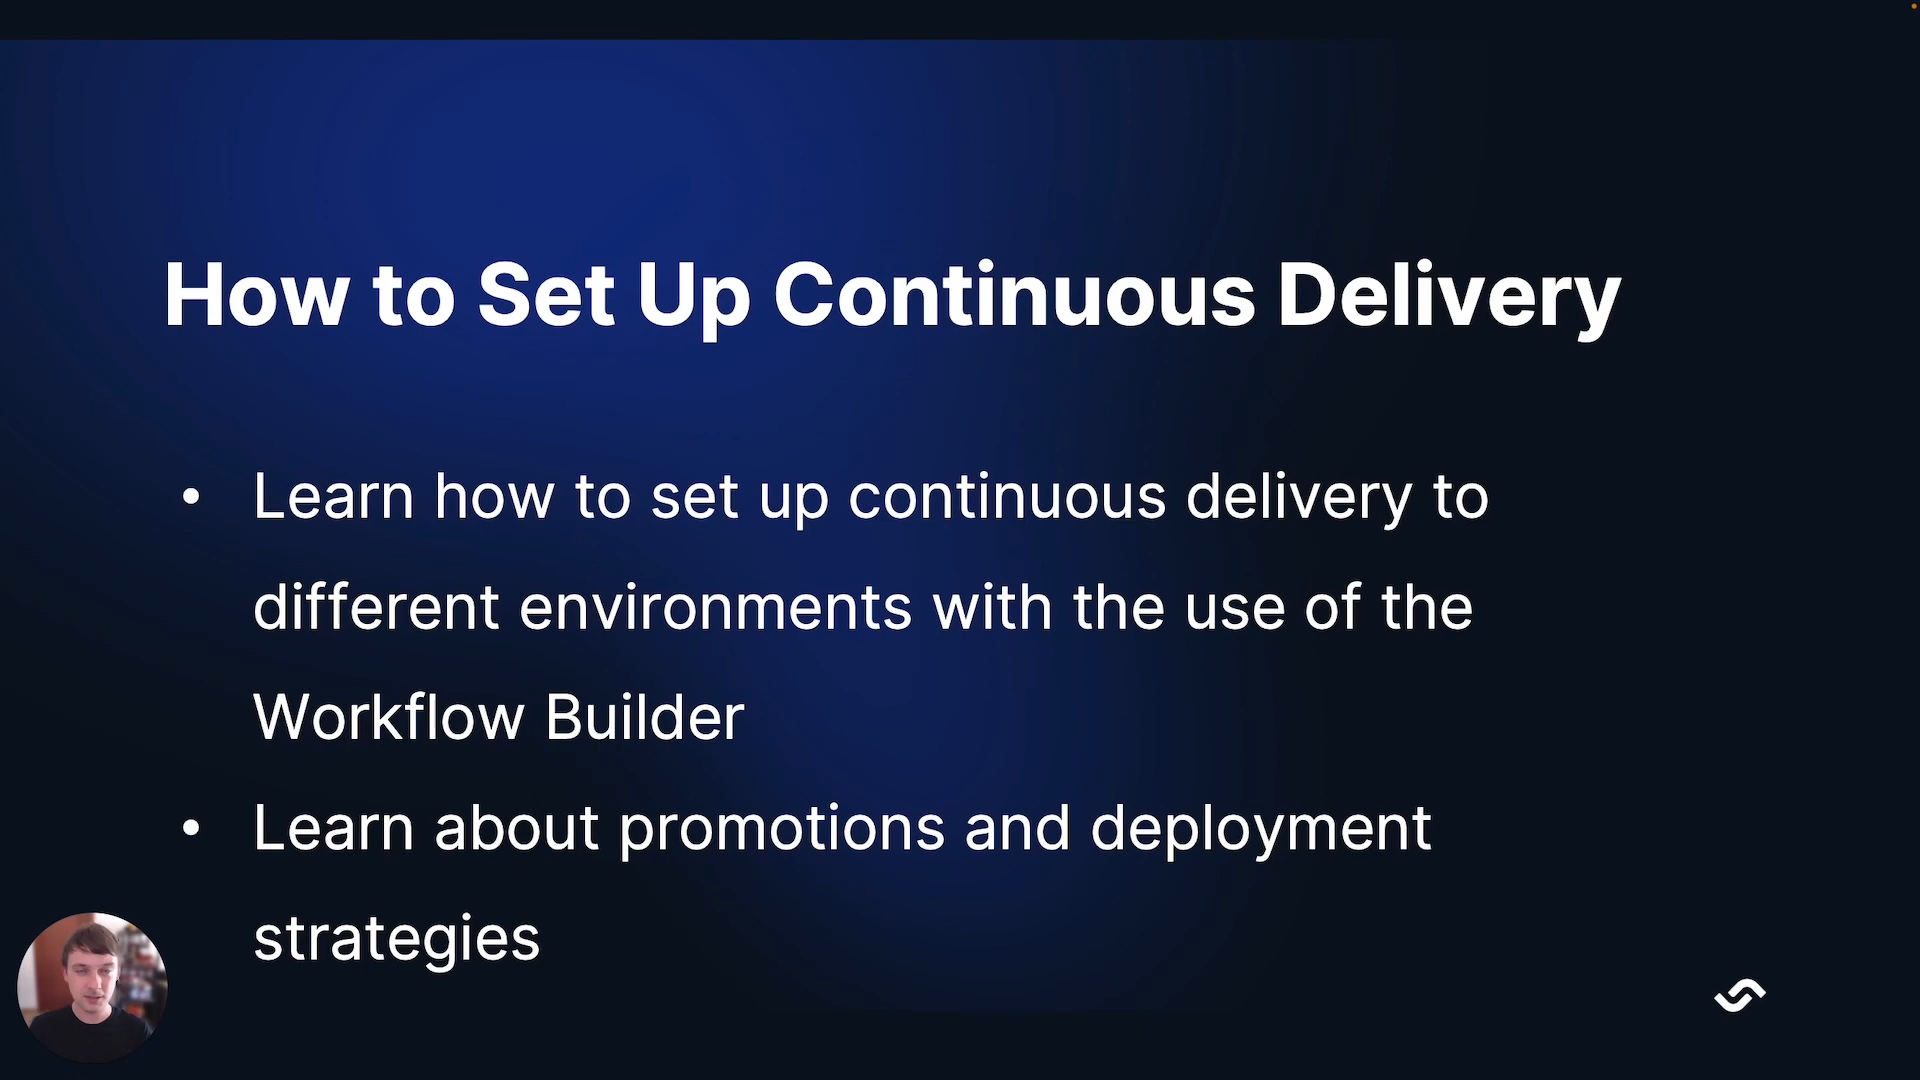 How to Set Up Continuous Delivery
• Learn how to set up continuous delivery to
different environments with the use of the
Workflow Builder
• Learn about promotions and deployment
strategies